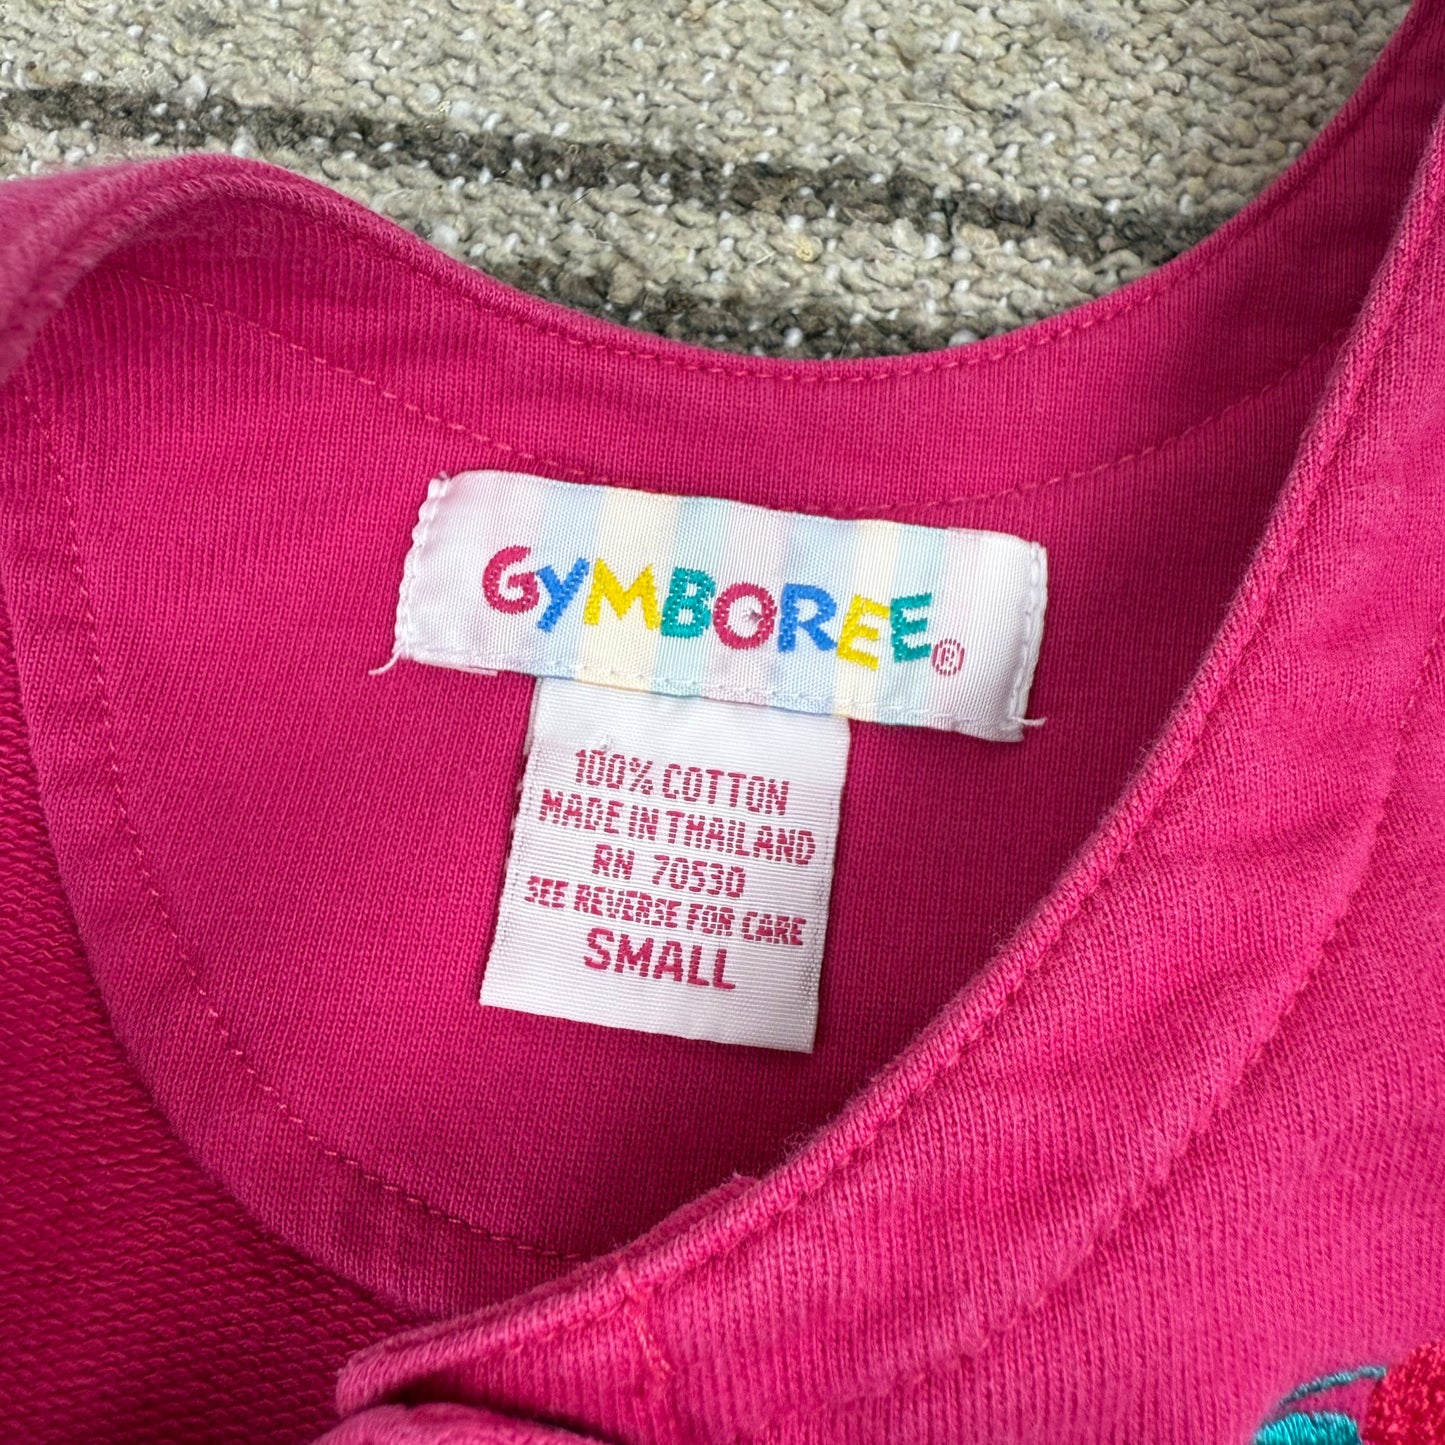 GYMBOREE®
100% COTTON
MADE IN THAILAND
RN 70530
SEE REVERSE FOR CARE
SMALL